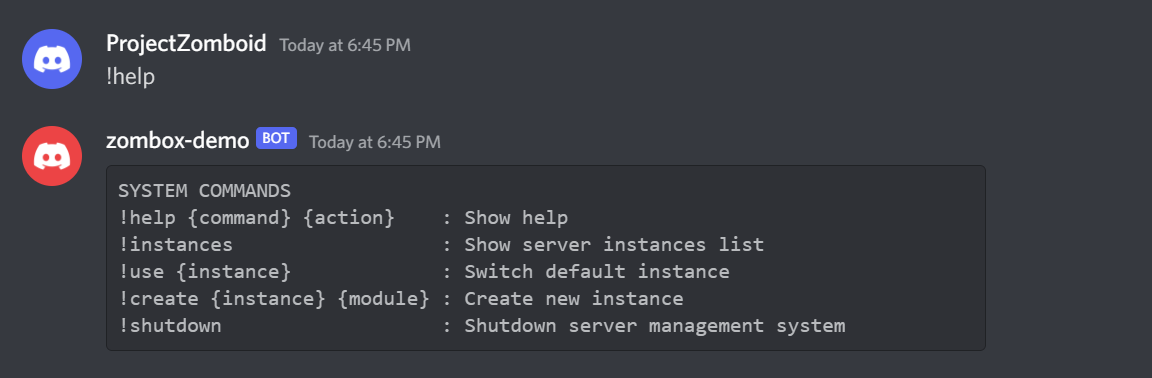 ProjectZomboid Today at 6:45 PM
!help
zombox-demo BOT Today at 6:45 PM
SYSTEM COMMANDS
!help {command} {action}    : Show help
!instances                  : Show server instances list
!use {instance}             : Switch default instance
!create {instance} {module} : Create new instance
!shutdown                   : Shutdown server management system